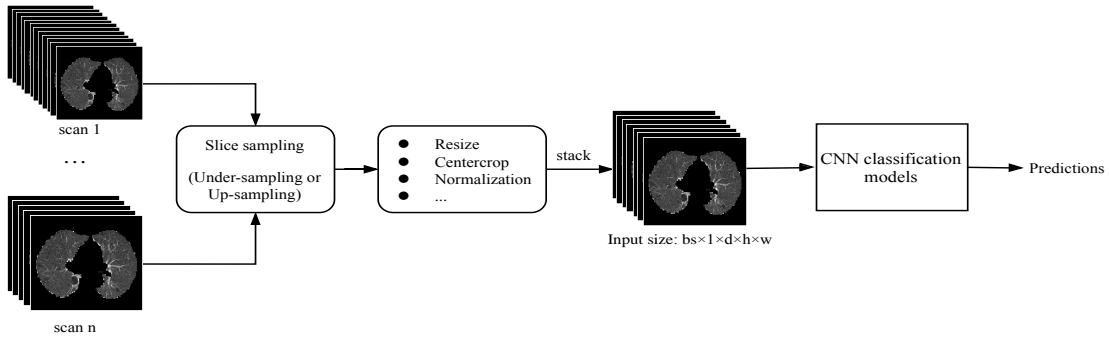 scan 1
...
scan n
Slice sampling
(Under-sampling or
Up-sampling)
● Resize
● Centercrop
● Normalization
● ...
stack
Input size: bs×1×d×h×w
CNN classification
models
Predictions